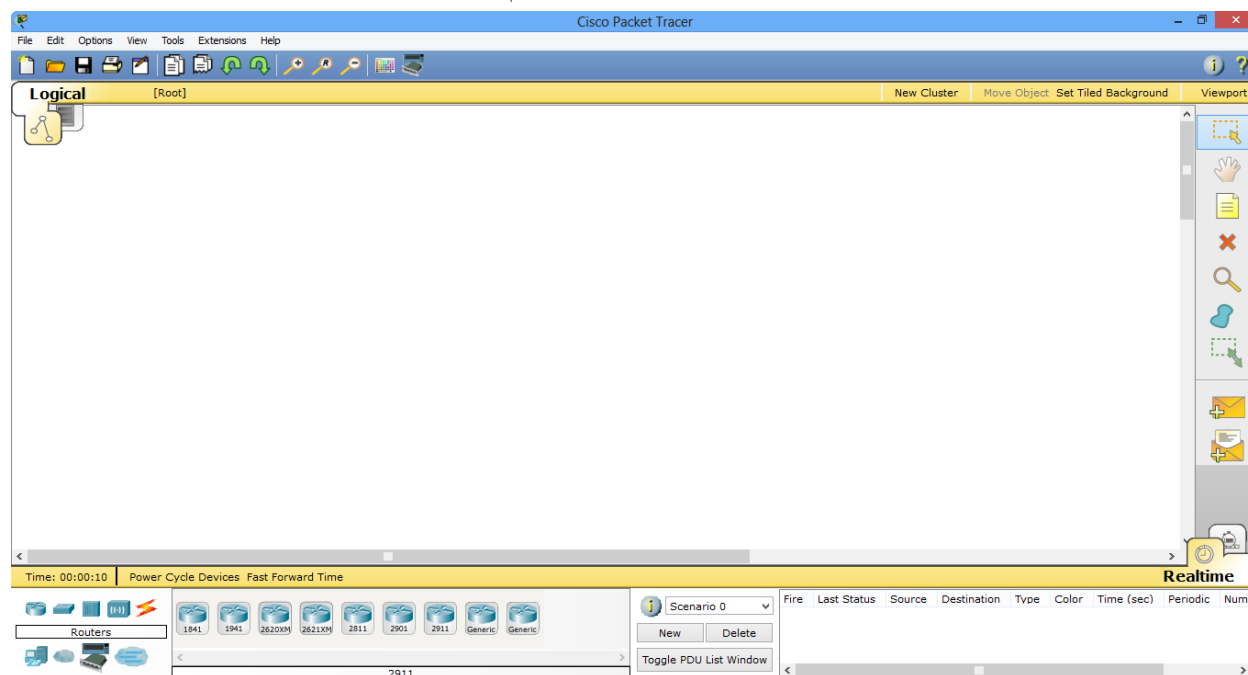 Cisco Packet Tracer
File Edit Options View Tools Extensions Help
Logical [Root] New Cluster Move Object Set Tiled Background Viewport
Time: 00:00:10 Power Cycle Devices Fast Forward Time Realtime
Routers
1841 1941 2620XM 2621XM 2811 2901 2911 Generic Generic
2911
Scenario 0
New Delete
Toggle PDU List Window
Fire Last Status Source Destination Type Color Time (sec) Periodic Num